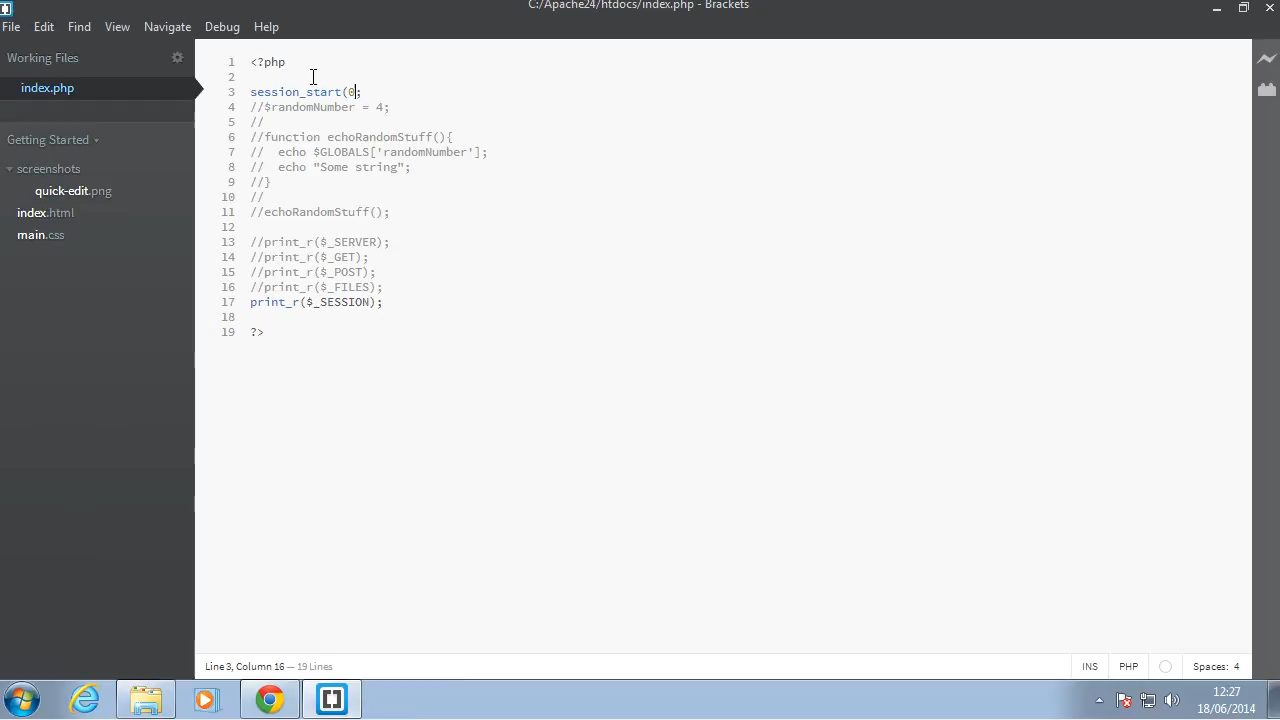 C:/Apache24/htdocs/index.php - Brackets
File Edit Find View Navigate Debug Help
Working Files
index.php
Getting Started
screenshots
quick-edit.png
index.html
main.css
1 <?php
2
3 session_start(0;
4 //$randomNumber = 4;
5 //
6 //function echoRandomStuff(){
7 //  echo $GLOBALS['randomNumber'];
8 //  echo "Some string";
9 //}
10 //
11 //echoRandomStuff();
12
13 //print_r($_SERVER);
14 //print_r($_GET);
15 //print_r($_POST);
16 //print_r($_FILES);
17 print_r($_SESSION);
18
19 ?>
Line 3, Column 16 — 19 Lines
INS PHP Spaces: 4
12:27
18/06/2014